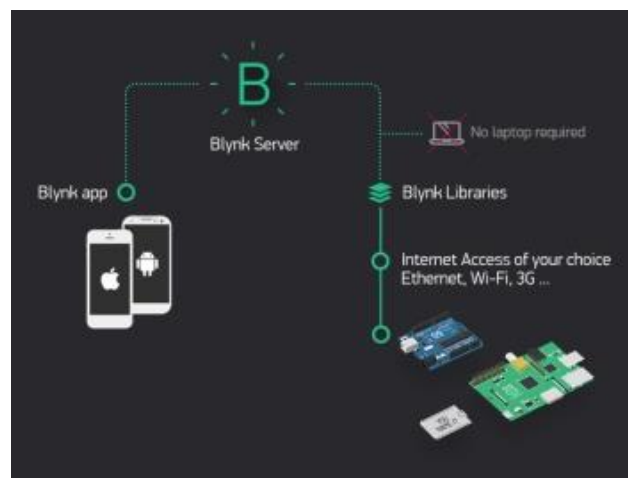 B
Blynk Server
No laptop required
Blynk app
Blynk Libraries
Internet Access of your choice
Ethernet, Wi-Fi, 3G ...